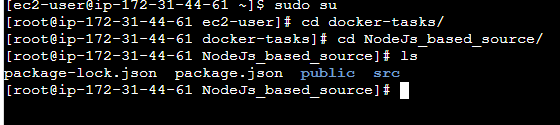 [ec2-user@ip-172-31-44-61 ~]$ sudo su
[root@ip-172-31-44-61 ec2-user]# cd docker-tasks/
[root@ip-172-31-44-61 docker-tasks]# cd NodeJs_based_source/
[root@ip-172-31-44-61 NodeJs_based_source]# ls
package-lock.json  package.json  public  src
[root@ip-172-31-44-61 NodeJs_based_source]#